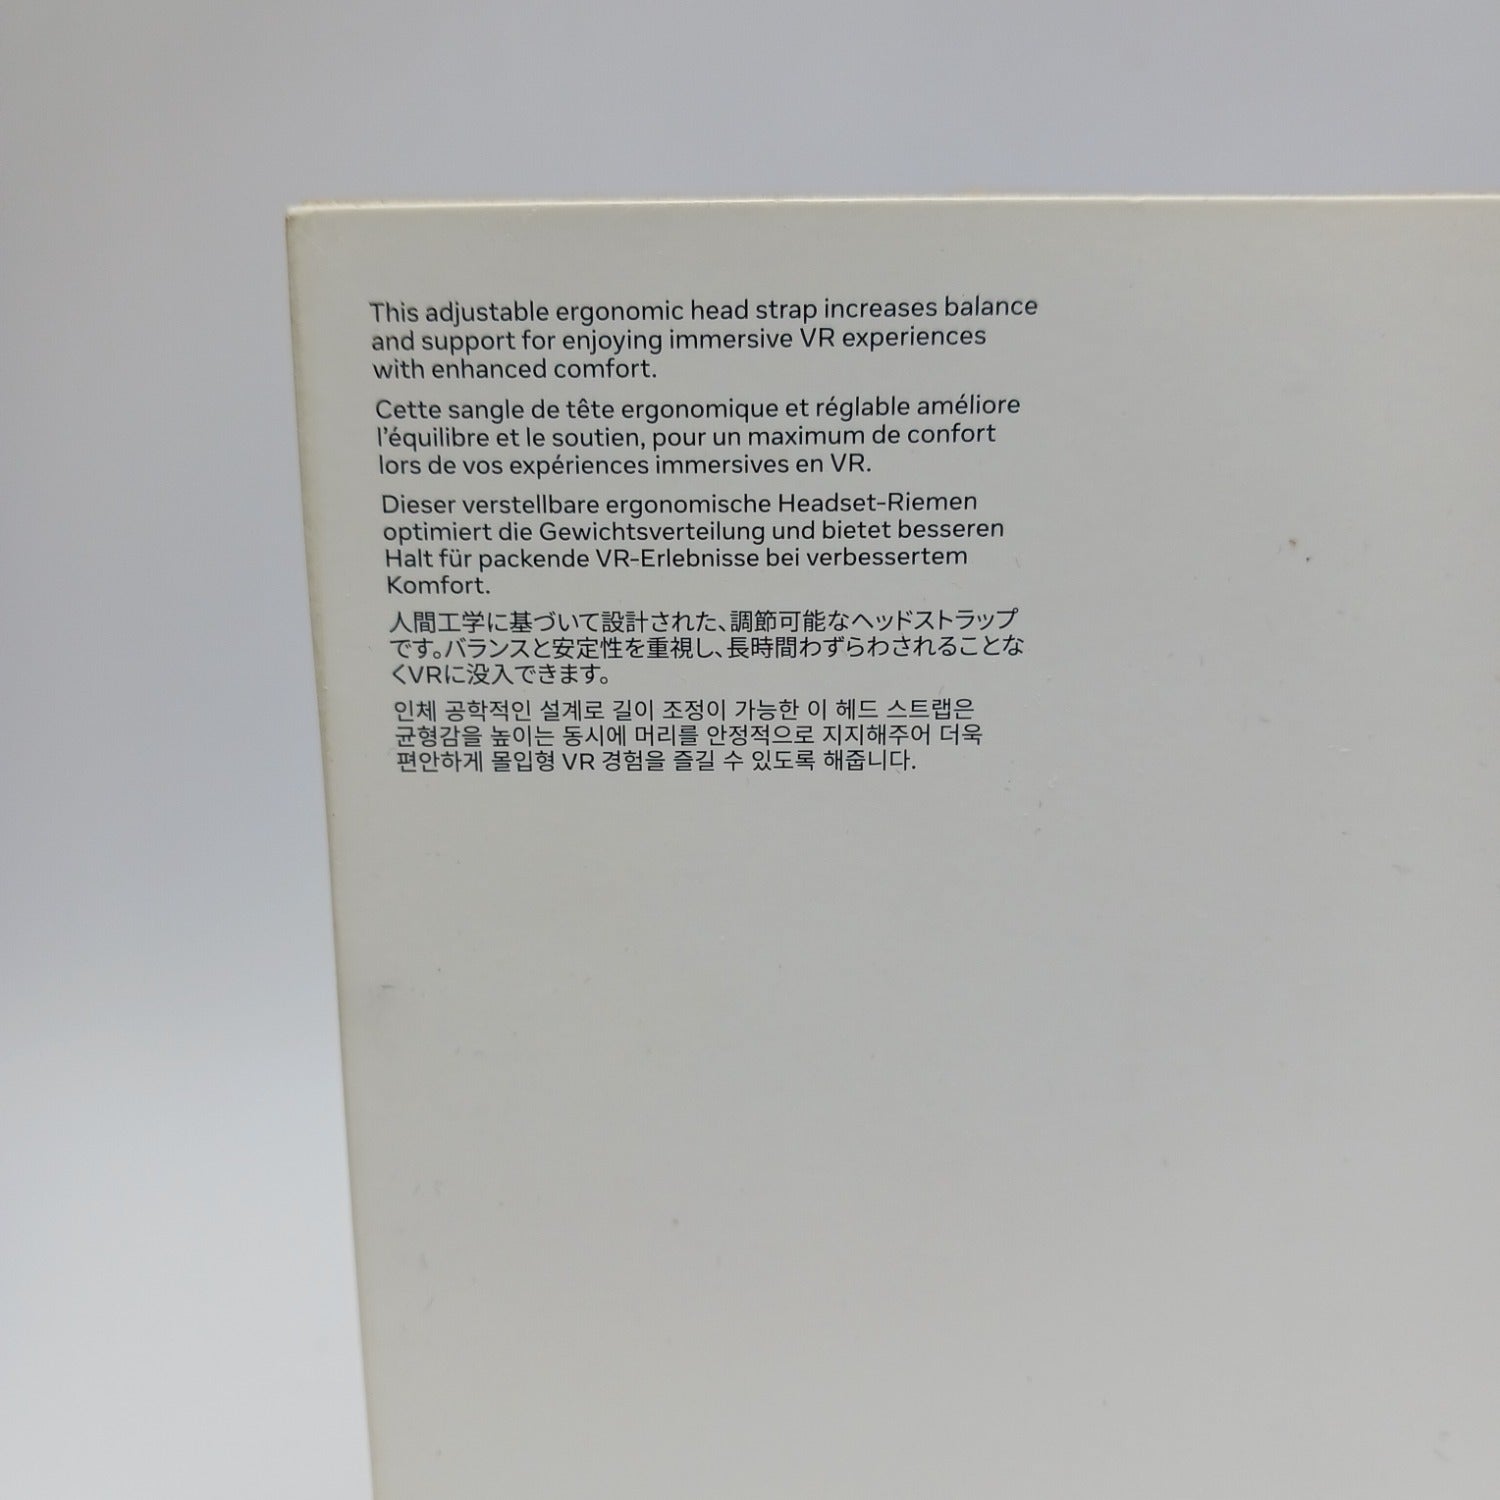 This adjustable ergonomic head strap increases balance
and support for enjoying immersive VR experiences
with enhanced comfort.
Cette sangle de tête ergonomique et réglable améliore
l'équilibre et le soutien, pour un maximum de confort
lors de vos expériences immersives en VR.
Dieser verstellbare ergonomische Headset-Riemen
optimiert die Gewichtsverteilung und bietet besseren
Halt für packende VR-Erlebnisse bei verbessertem
Komfort.
人間工学に基づいて設計された、調節可能なヘッドストラップ
です。バランスと安定性を重視し、長時間わずらわされることな
くVRに没入できます。
인체 공학적인 설계로 길이 조정이 가능한 이 헤드 스트랩은
균형감을 높이는 동시에 머리를 안정적으로 지지해주어 더욱
편안하게 몰입형 VR 경험을 즐길 수 있도록 해줍니다.